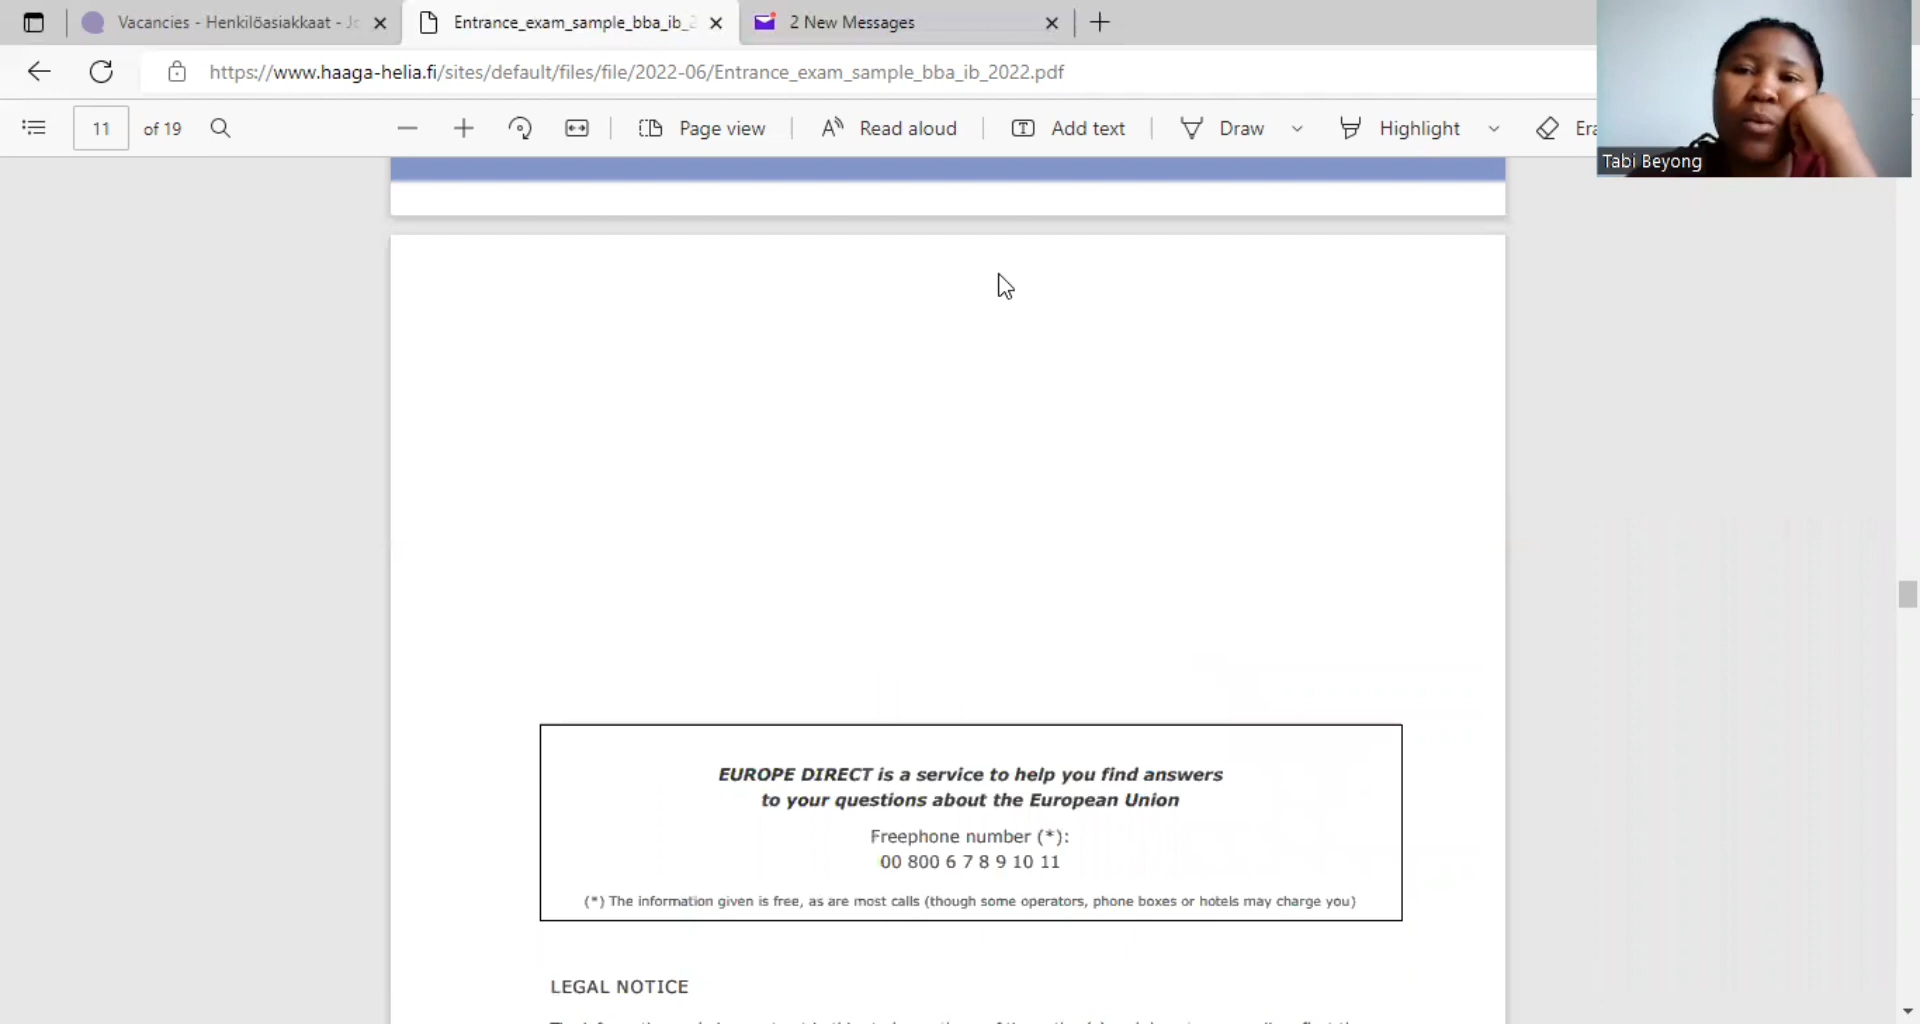 Vacancies - Henkilöasiakkaat - Jo
Entrance_exam_sample_bba_ib_2
2 New Messages
https://www.haaga-helia.fi/sites/default/files/file/2022-06/Entrance_exam_sample_bba_ib_2022.pdf
11 of 19 Page view Read aloud Add text Draw Highlight Era
Tabi Beyong
EUROPE DIRECT is a service to help you find answers
to your questions about the European Union
Freephone number (*):
00 800 6 7 8 9 10 11
(*) The information given is free, as are most calls (though some operators, phone boxes or hotels may charge you)
LEGAL NOTICE